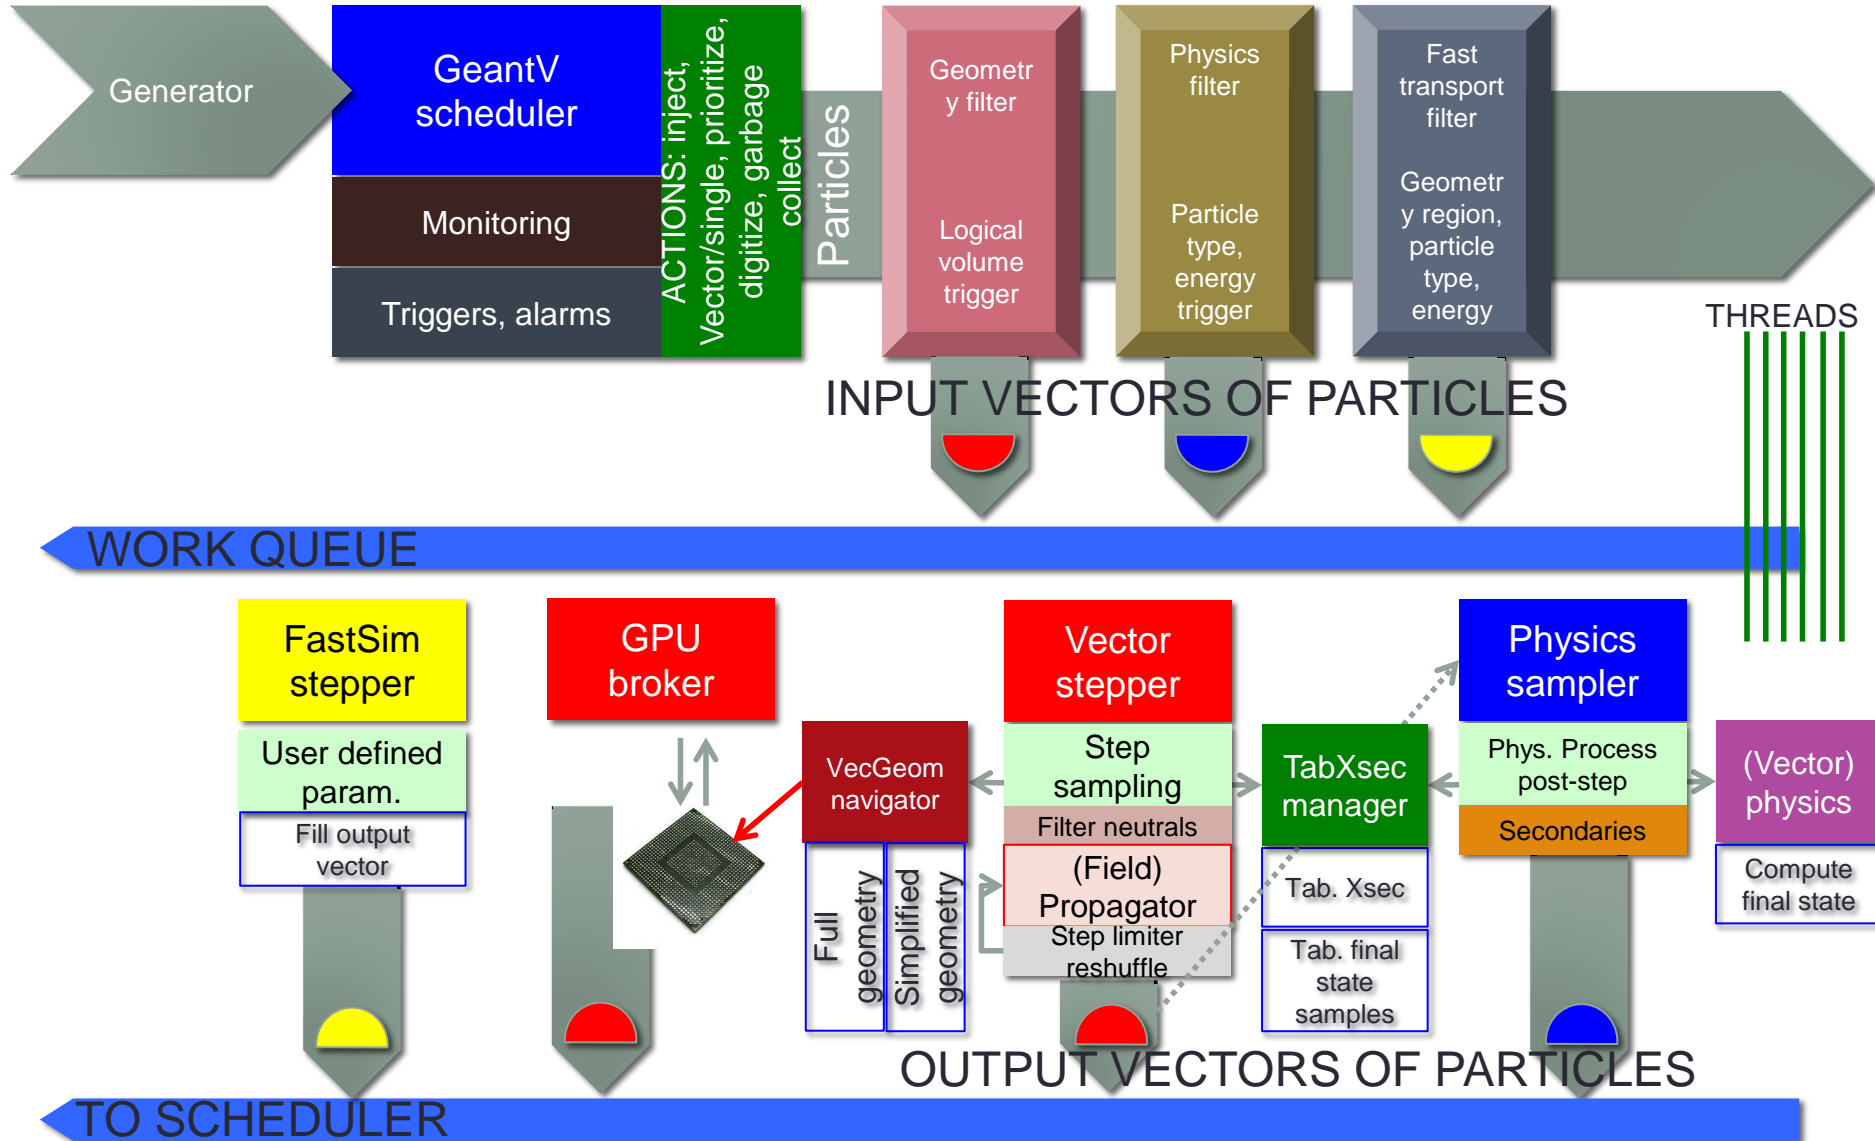 Generator
GeantV
scheduler
Monitoring
Triggers, alarms
ACTIONS: inject,
Vector/single, prioritize,
digitize, garbage
collect
Particles
Geometr
y filter
Logical
volume
trigger
Physics
filter
Particle
type,
energy
trigger
Fast
transport
filter
Geometr
y region,
particle
type,
energy
THREADS
INPUT VECTORS OF PARTICLES
WORK QUEUE
FastSim
stepper
User defined
param.
Fill output
vector
GPU
broker
VecGeom
navigator
Full
geometry
Simplified
geometry
Vector
stepper
Step
sampling
Filter neutrals
(Field)
Propagator
Step limiter
reshuffle
TabXsec
manager
Tab. Xsec
Tab. final
state
samples
Physics
sampler
Phys. Process
post-step
Secondaries
(Vector)
physics
Compute
final state
OUTPUT VECTORS OF PARTICLES
TO SCHEDULER